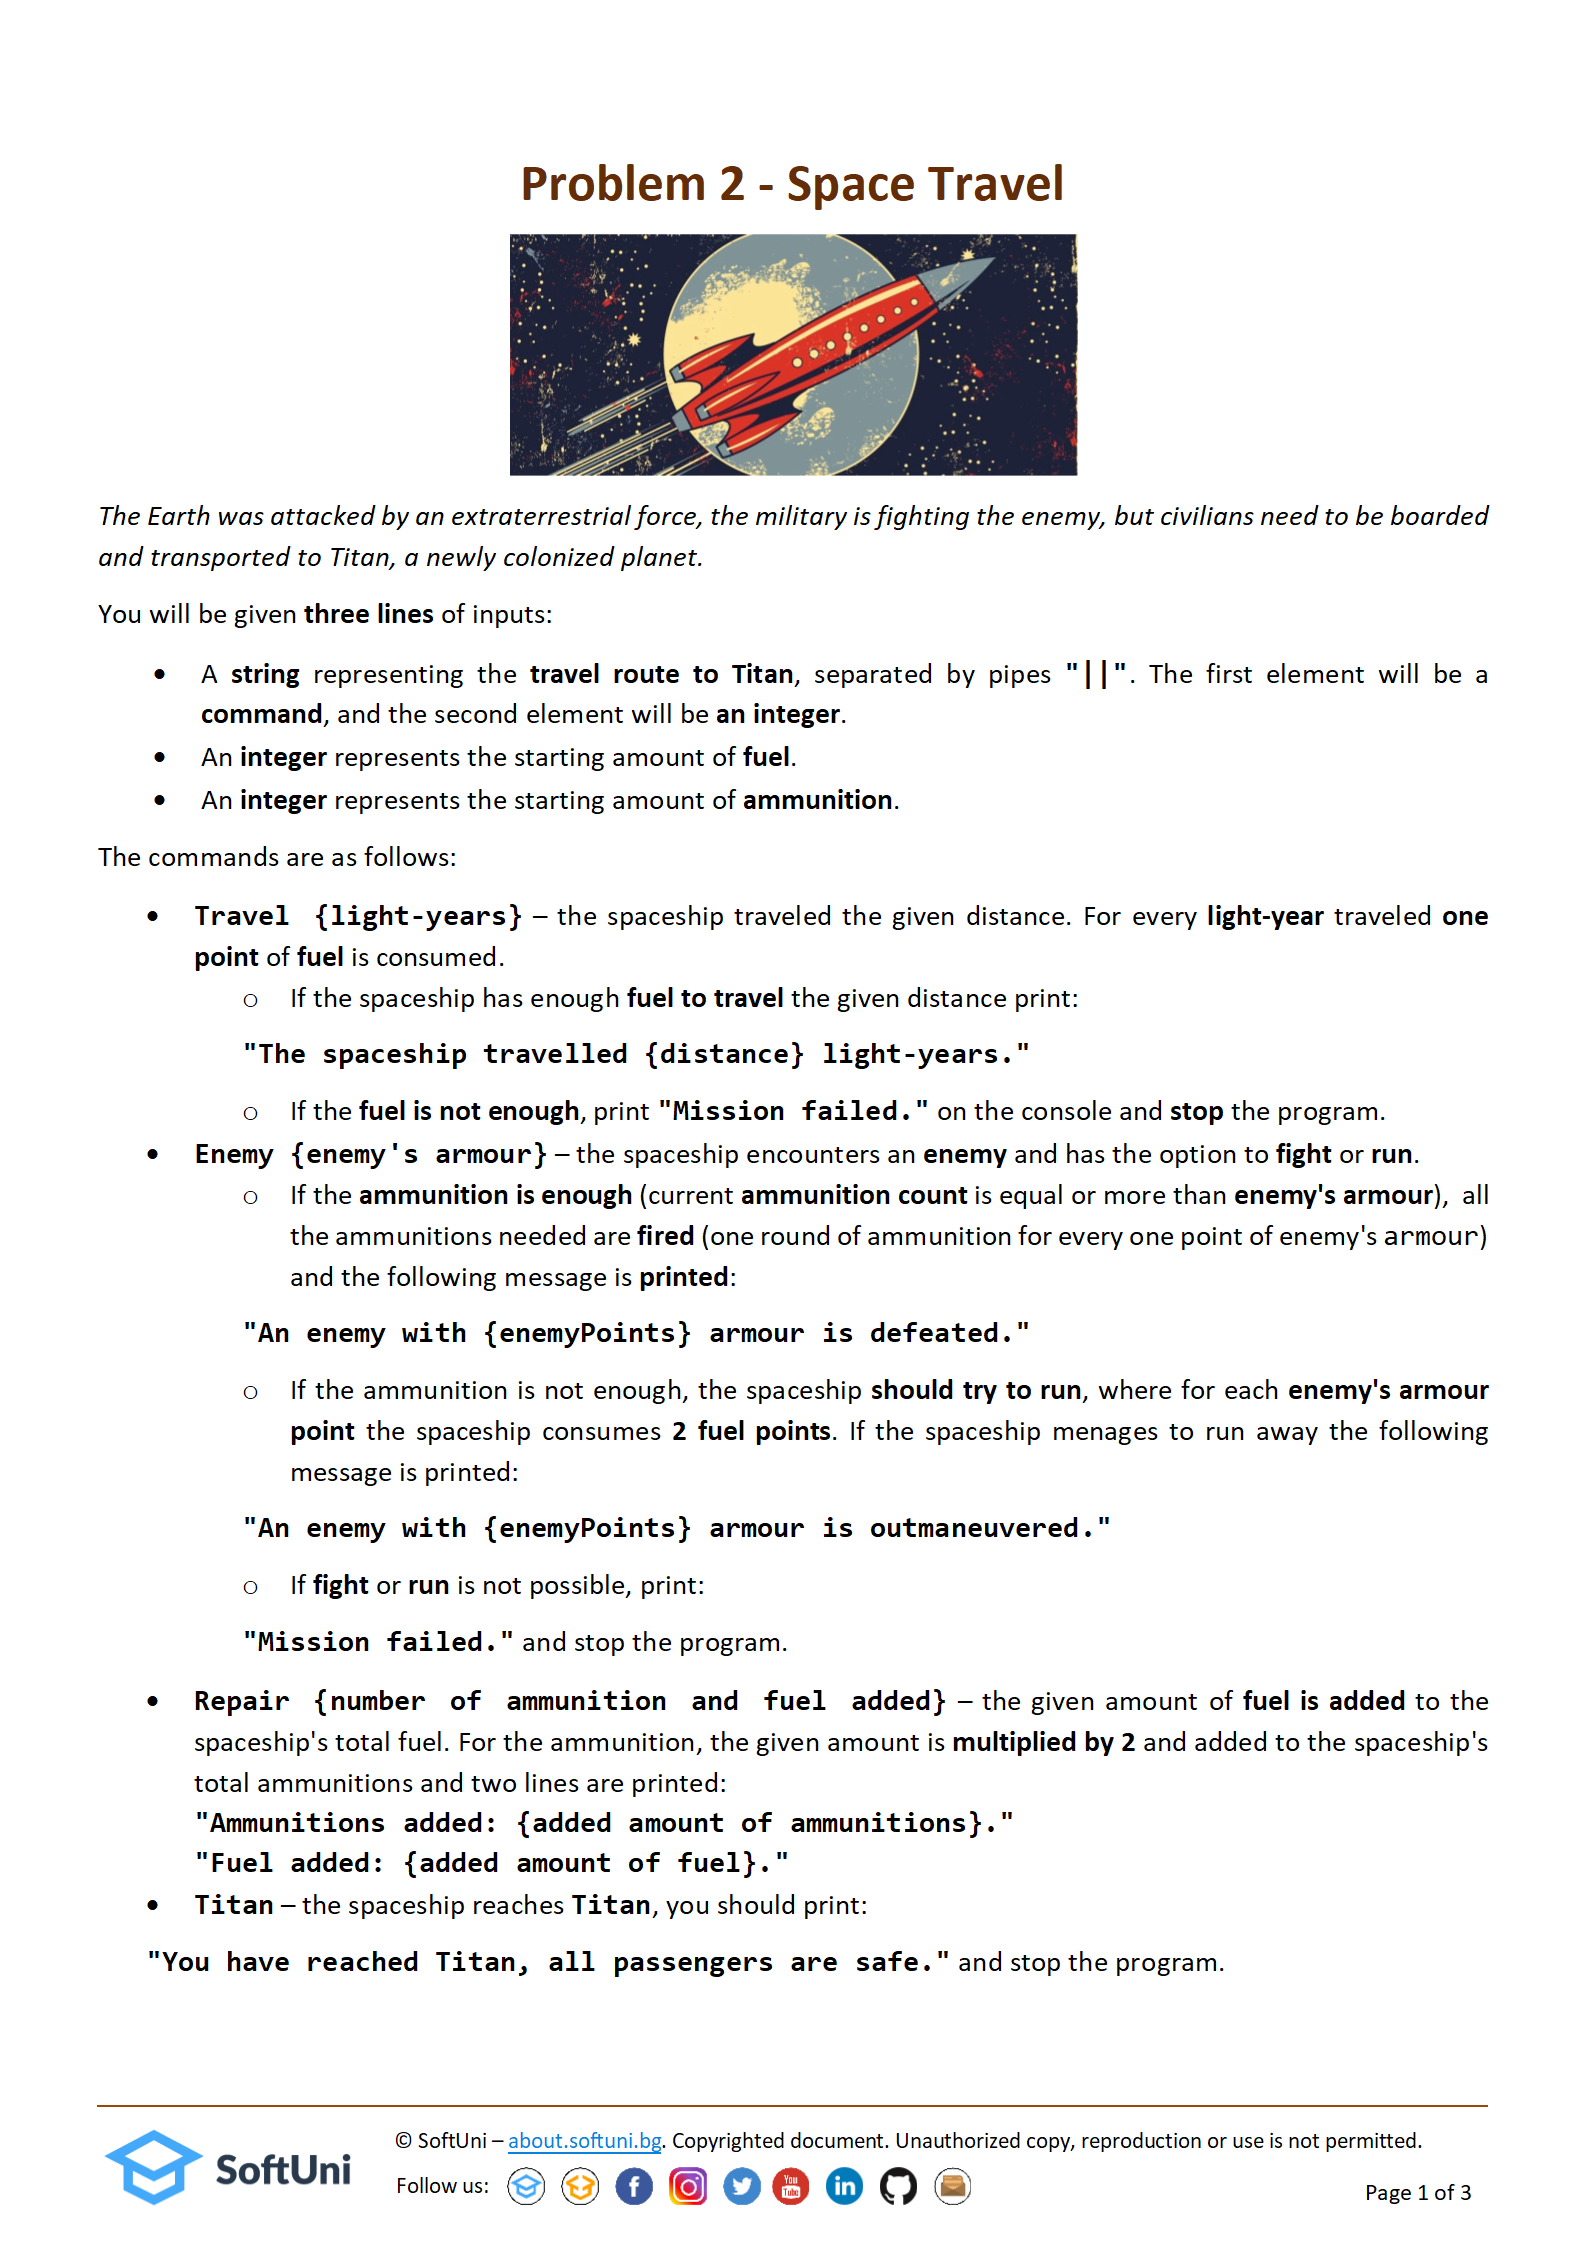 Problem 2 - Space Travel
The Earth was attacked by an extraterrestrial force, the military is fighting the enemy, but civilians need to be boarded
and transported to Titan, a newly colonized planet.
You will be given three lines of inputs:
• A string representing the travel route to Titan, separated by pipes "||". The first element will be a
command, and the second element will be an integer.
• An integer represents the starting amount of fuel.
• An integer represents the starting amount of ammunition.
The commands are as follows:
• Travel {light-years} – the spaceship traveled the given distance. For every light-year traveled one
point of fuel is consumed.
o If the spaceship has enough fuel to travel the given distance print:
"The spaceship travelled {distance} light-years."
o If the fuel is not enough, print "Mission failed." on the console and stop the program.
• Enemy {enemy's armour} – the spaceship encounters an enemy and has the option to fight or run.
o If the ammunition is enough (current ammunition count is equal or more than enemy's armour), all
the ammunitions needed are fired (one round of ammunition for every one point of enemy's armour)
and the following message is printed:
"An enemy with {enemyPoints} armour is defeated."
o If the ammunition is not enough, the spaceship should try to run, where for each enemy's armour
point the spaceship consumes 2 fuel points. If the spaceship menages to run away the following
message is printed:
"An enemy with {enemyPoints} armour is outmaneuvered."
o If fight or run is not possible, print:
"Mission failed." and stop the program.
• Repair {number of ammunition and fuel added} – the given amount of fuel is added to the
spaceship's total fuel. For the ammunition, the given amount is multiplied by 2 and added to the spaceship's
total ammunitions and two lines are printed:
"Ammunitions added: {added amount of ammunitions}."
"Fuel added: {added amount of fuel}."
• Titan – the spaceship reaches Titan, you should print:
"You have reached Titan, all passengers are safe." and stop the program.
SoftUni
© SoftUni – about.softuni.bg. Copyrighted document. Unauthorized copy, reproduction or use is not permitted.
Follow us:
f
You
Tube
in
Page 1 of 3